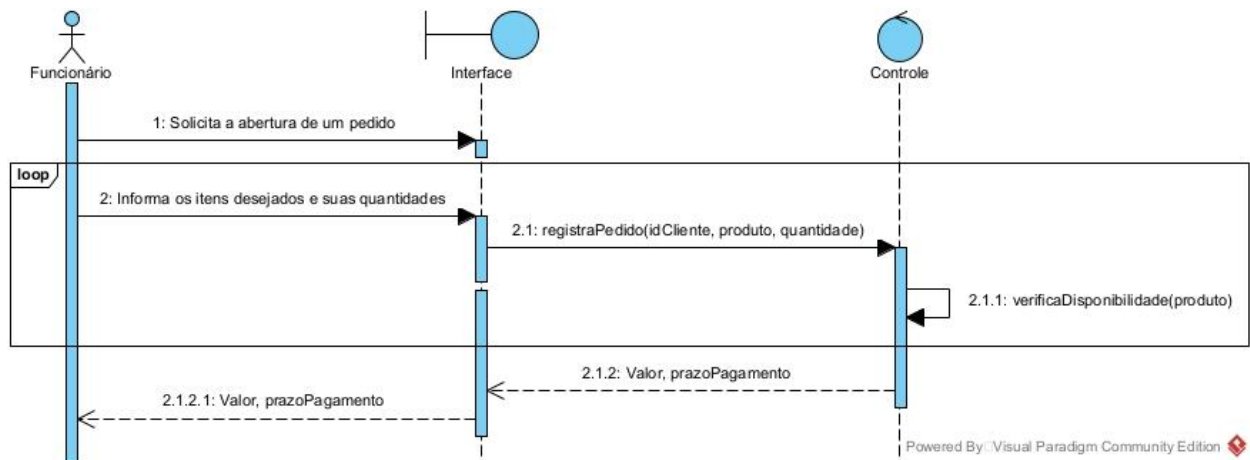 Funcionário
Interface
Controle
1: Solicita a abertura de um pedido
loop
2: Informa os itens desejados e suas quantidades
2.1: registraPedido(idCliente, produto, quantidade)
2.1.1: verificaDisponibilidade(produto)
2.1.2: Valor, prazoPagamento
2.1.2.1: Valor, prazoPagamento
Powered By Visual Paradigm Community Edition